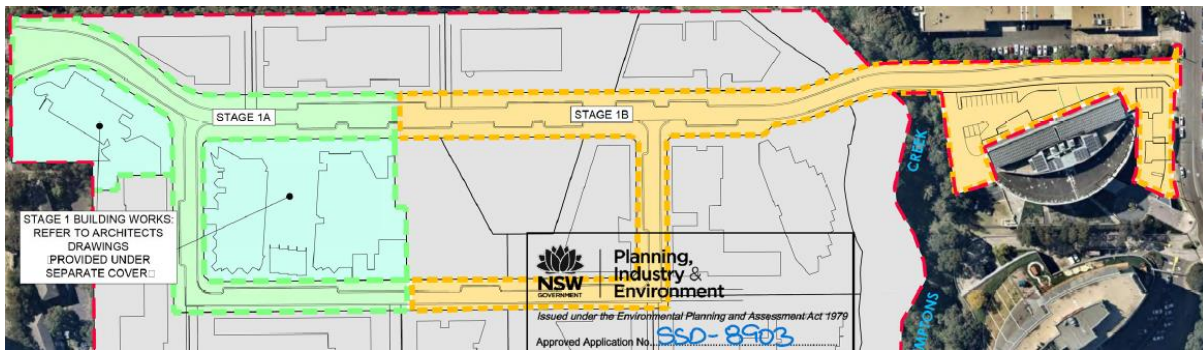 STAGE 1A
STAGE 1B
CREEK
STAGE 1 BUILDING WORKS:
REFER TO ARCHITECTS
DRAWINGS
PROVIDED UNDER
SEPARATE COVER
NSW
GOVERNMENT
Planning,
Industry &
Environment
Issued under the Environmental Planning and Assessment Act 1979
Approved Application No. SSD-8903
MPTONS